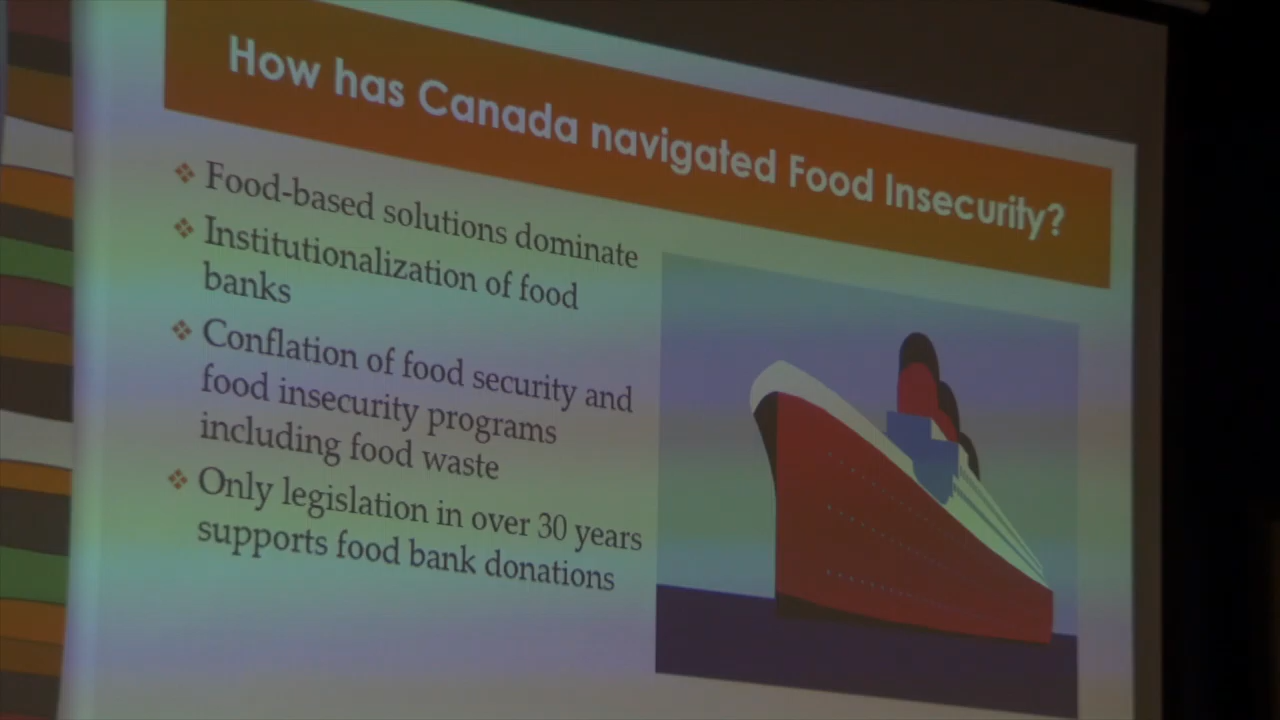 How has Canada navigated Food Insecurity?
Food-based solutions dominate
Institutionalization of food
banks
Conflation of food security and
food insecurity programs
including food waste
Only legislation in over 30 years
supports food bank donations